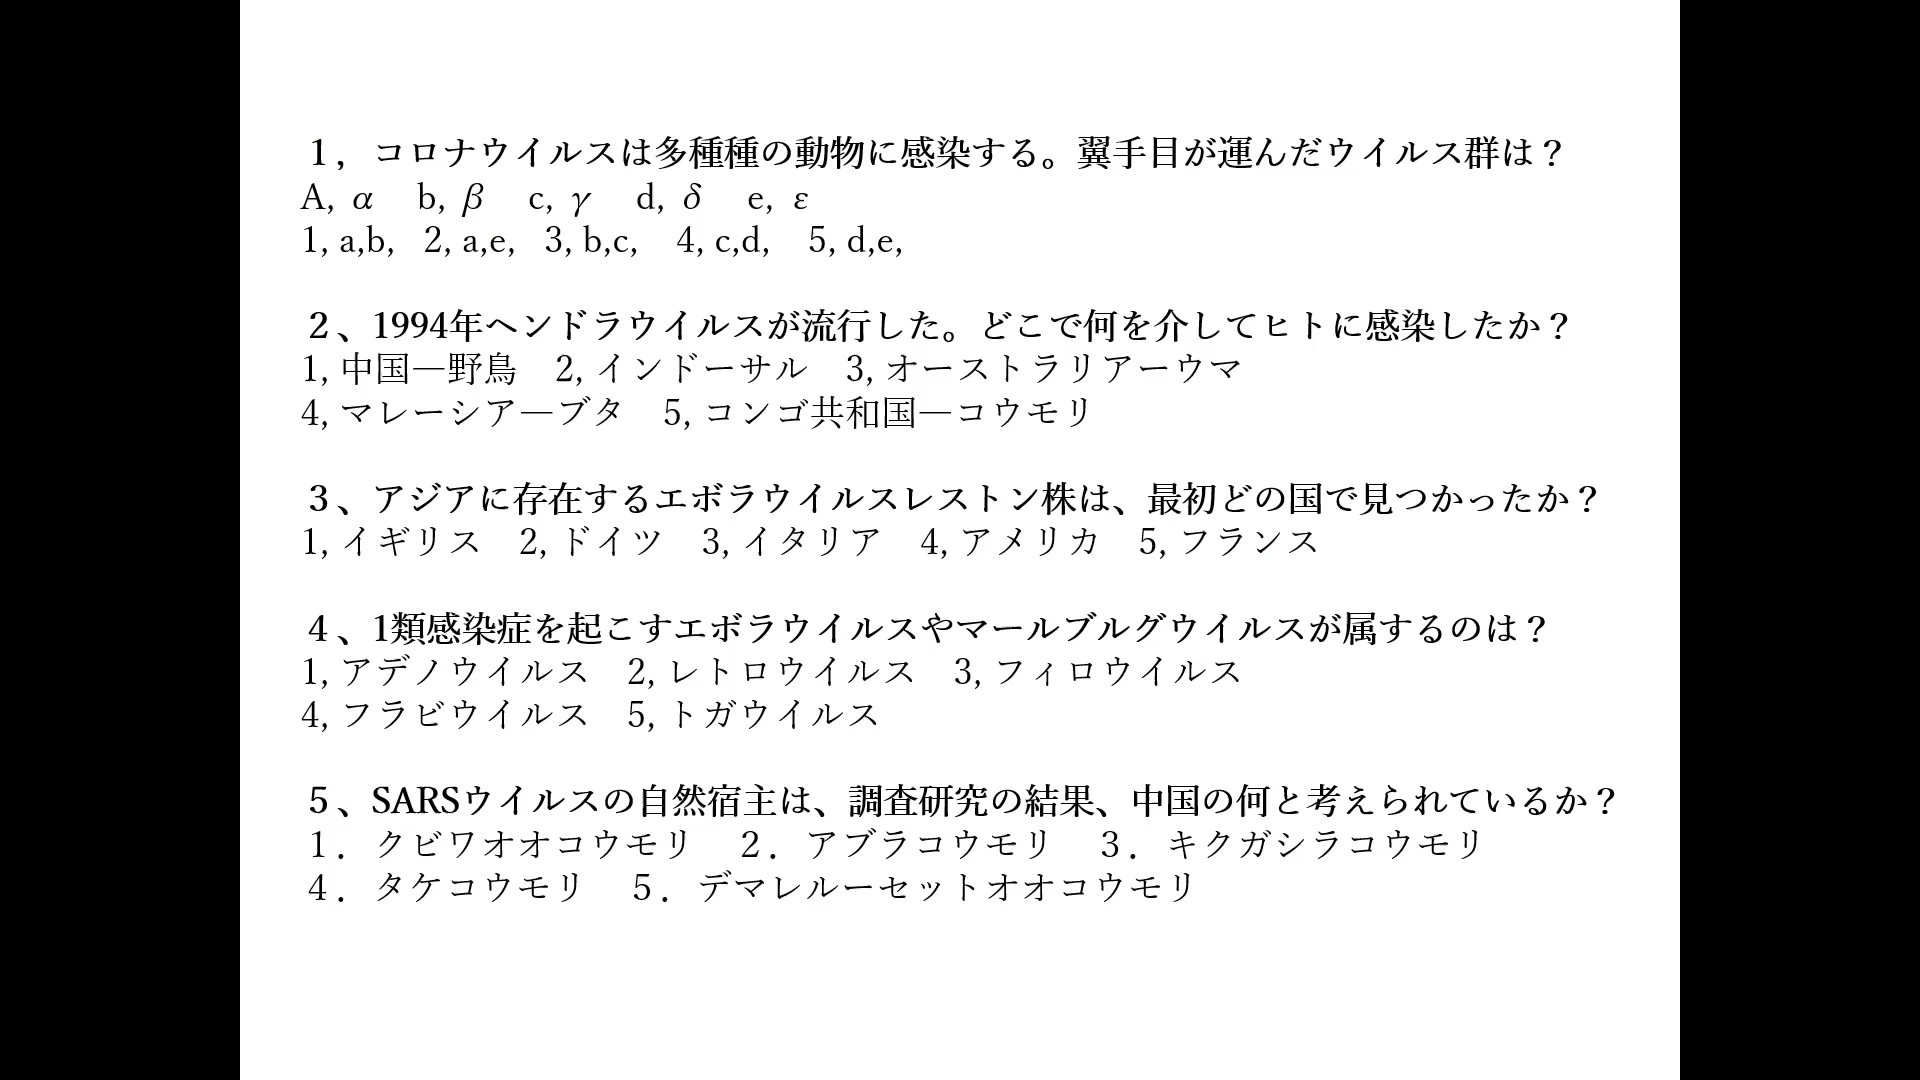 １，コロナウイルスは多種種の動物に感染する。翼手目が運んだウイルス群は？
A, α　b, β　c, γ　d, δ　e, ε
1, a,b,　2, a,e,　3, b,c,　4, c,d,　5, d,e,
２、1994年ヘンドラウイルスが流行した。どこで何を介してヒトに感染したか？
1, 中国―野鳥　2, インドーサル　3, オーストラリアーウマ
4, マレーシア―ブタ　5, コンゴ共和国―コウモリ
３、アジアに存在するエボラウイルスレストン株は、最初どの国で見つかったか？
1, イギリス　2, ドイツ　3, イタリア　4, アメリカ　5, フランス
４、1類感染症を起こすエボラウイルスやマールブルグウイルスが属するのは？
1, アデノウイルス　2, レトロウイルス　3, フィロウイルス
4, フラビウイルス　5, トガウイルス
５、SARSウイルスの自然宿主は、調査研究の結果、中国の何と考えられているか？
１．クビワオオコウモリ　２．アブラコウモリ　３．キクガシラコウモリ
４．タケコウモリ　５．デマレルーセットオオコウモリ